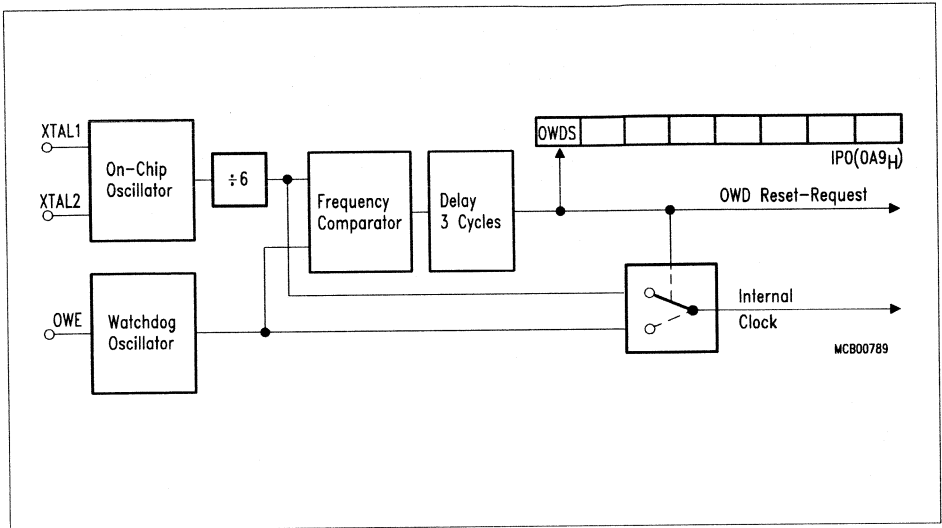 XTAL1
XTAL2
On-Chip
Oscillator
÷6
Frequency
Comparator
Delay
3 Cycles
OWDS
IP0(0A9H)
OWD Reset-Request
OWE
Watchdog
Oscillator
Internal
Clock
MCB00789